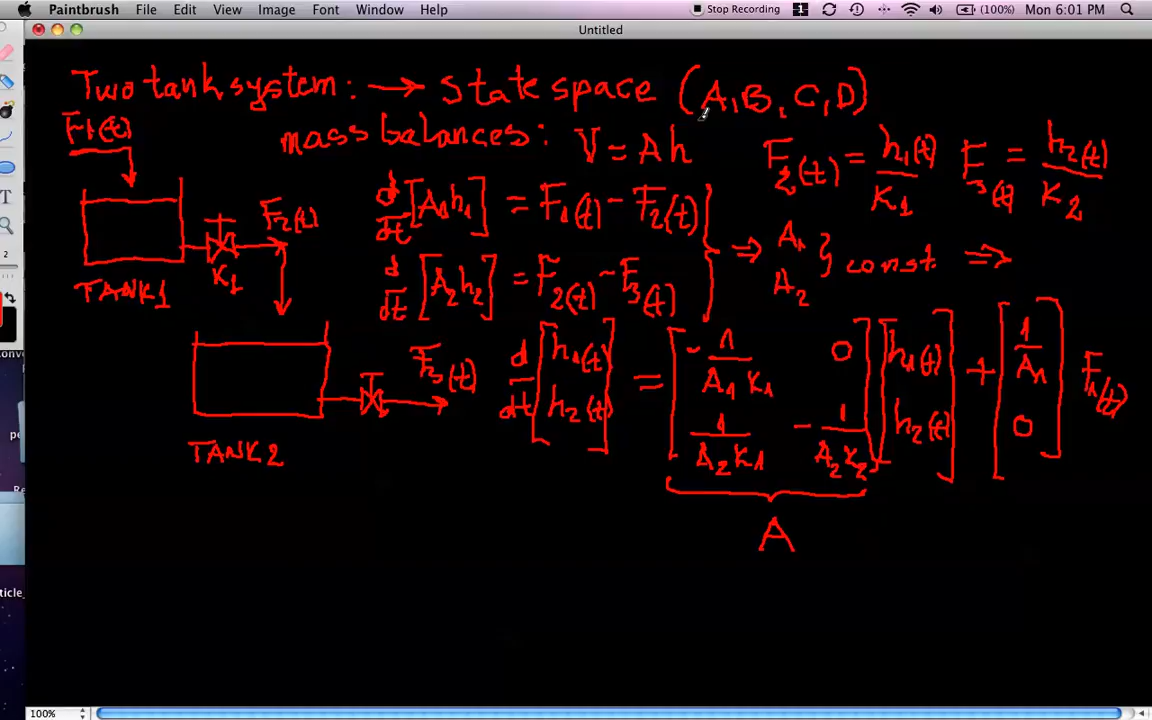 Paintbrush File Edit View Image Font Window Help Stop Recording 1 (100%) Mon 6:01 PM
Untitled
Two tank system: → state space (A, B, C, D)
F1(t)
mass balances: V = Ah
F2(t) = h1(t)/K1 F3(t) = h2(t)/K2
d/dt [A1h1] = F1(t) - F2(t)
d/dt [A2h2] = F2(t) - F3(t)
⇒ A1 A2 } const ⇒
F2(t)
K1
TANK1
F3(t)
TANK2
d/dt [h1(t) h2(t)] = [-1/A1K1 0 1/A2K1 -1/A2K2] [h1(t) h2(t)] + [1/A1 0] F1(t)
A
T
2
100%